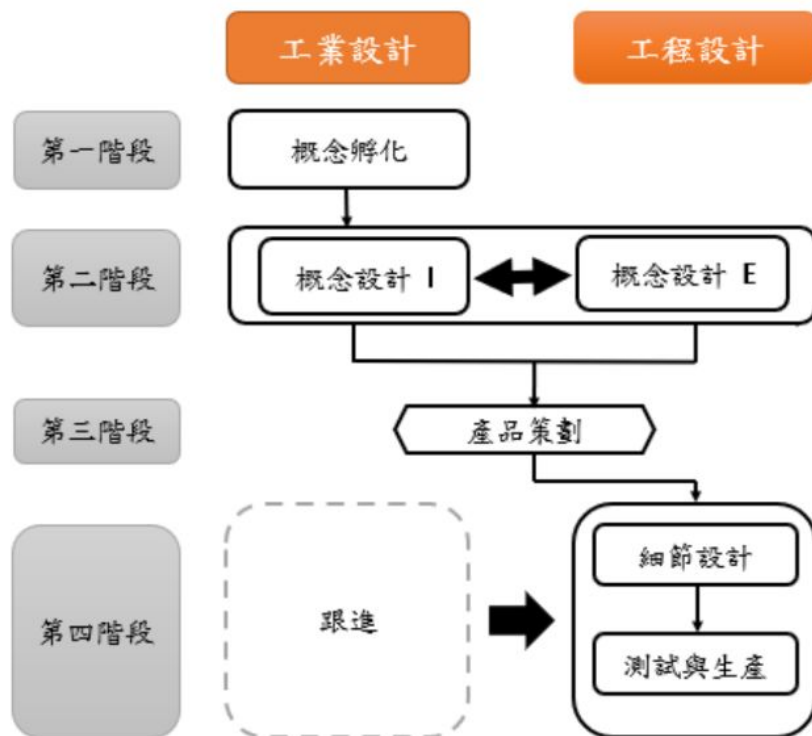 工業設計
工程設計
第一階段
概念孵化
第二階段
概念設計 I
概念設計 E
第三階段
產品策劃
第四階段
跟進
細節設計
測試與生產